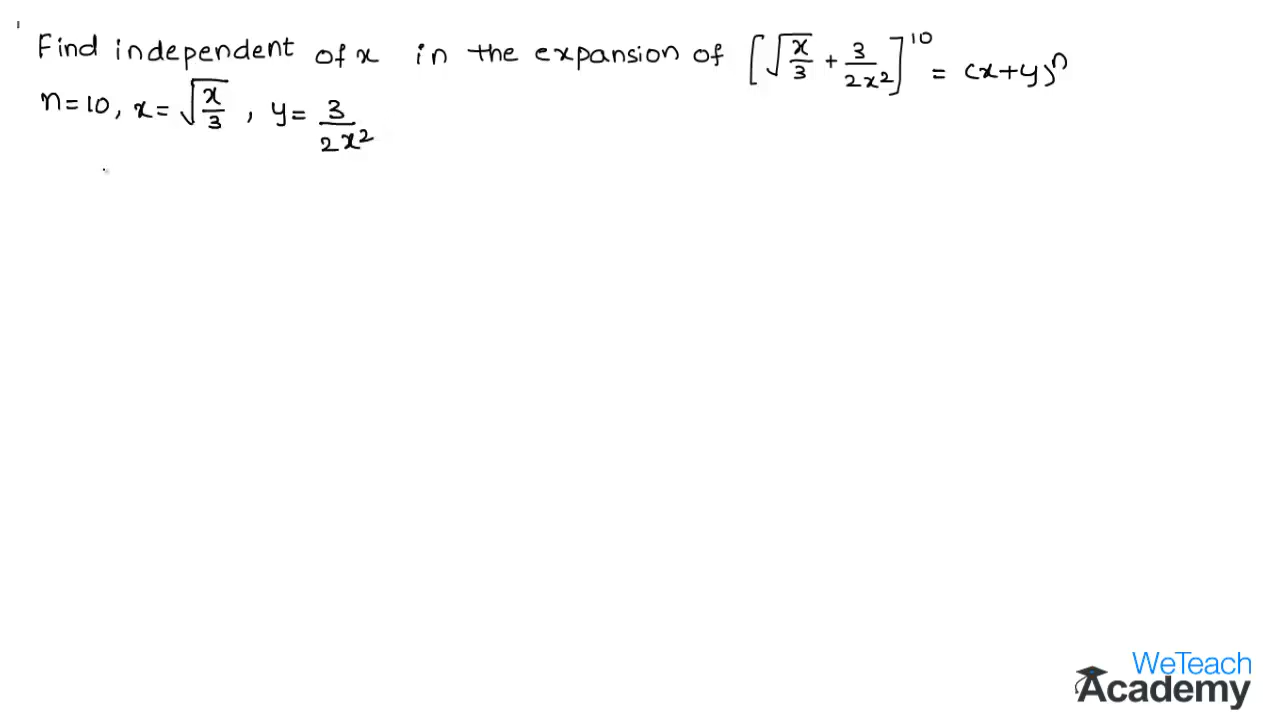 Find independent of x in the expansion of [√(x/3) + 3/(2x²)]¹⁰ = (x+y)ⁿ
n=10, x=√(x/3), y=3/(2x²)
WeTeach
Academy